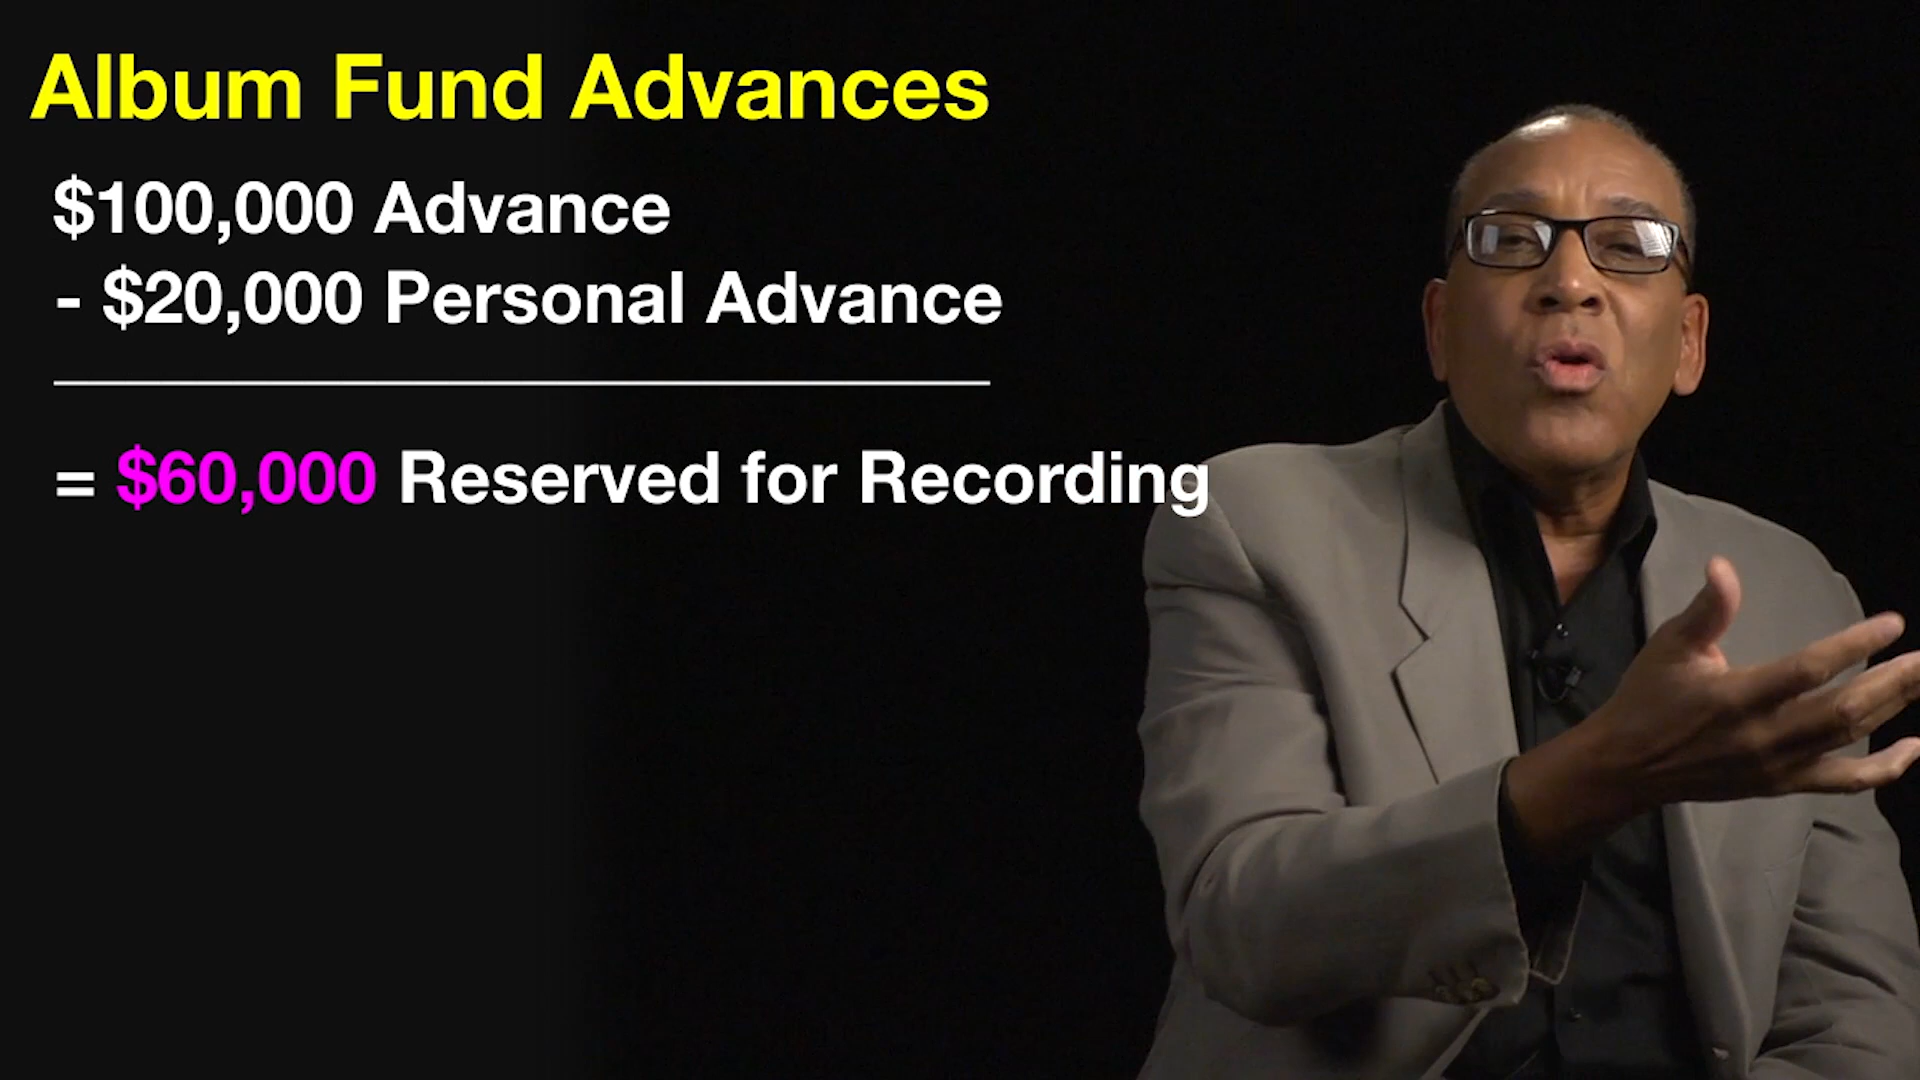 Album Fund Advances
$100,000 Advance
- $20,000 Personal Advance
= $60,000 Reserved for Recording